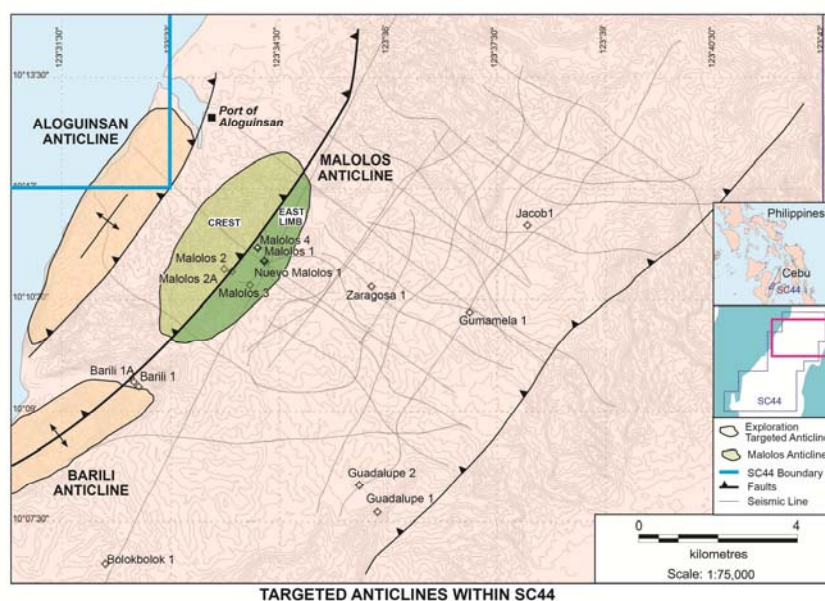 123°31'30"
123°33'
123°34'30"
123°36'
123°37'30"
123°39'
123°40'30"
123°42'
10°13'30"
10°12'
10°10'30"
10°09'
10°07'30"
Port of
Aloguinsan
ALOGUINSAN
ANTICLINE
MALOLOS
ANTICLINE
CREST
EAST
LIMB
Malolos 4
Malolos 1
Malolos 2
Malolos 2A
Nuevo Malolos 1
Malolos 3
Jacob1
Zaragosa 1
Gumamela 1
Barili 1A
Barili 1
BARILI
ANTICLINE
Guadalupe 2
Guadalupe 1
Bolokbolok 1
Philippines
Cebu
SC44
SC44
Exploration
Targeted Anticline
Malolos Anticline
SC44 Boundary
Faults
Seismic Line
0
4
kilometres
Scale: 1:75,000
TARGETED ANTICLINES WITHIN SC44